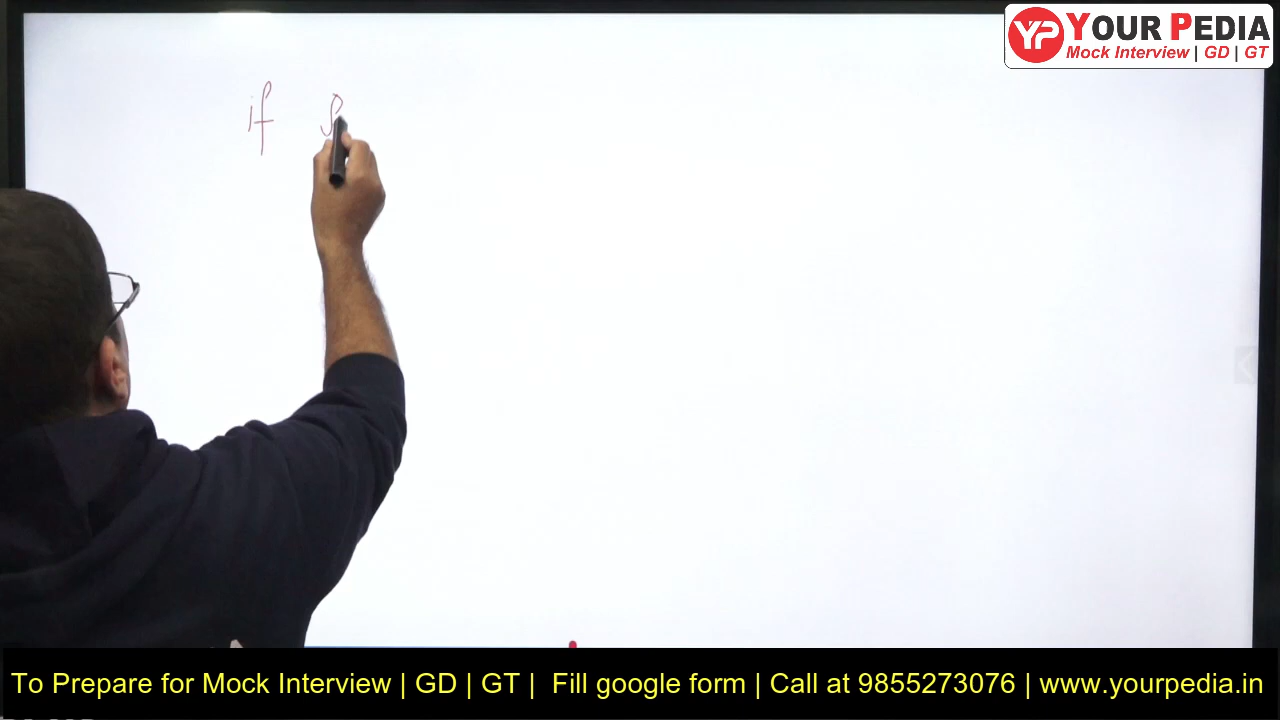 YOUR PEDIA
YP
Mock Interview | GD | GT
if
To Prepare for Mock Interview | GD | GT | Fill google form | Call at 9855273076 | www.yourpedia.in